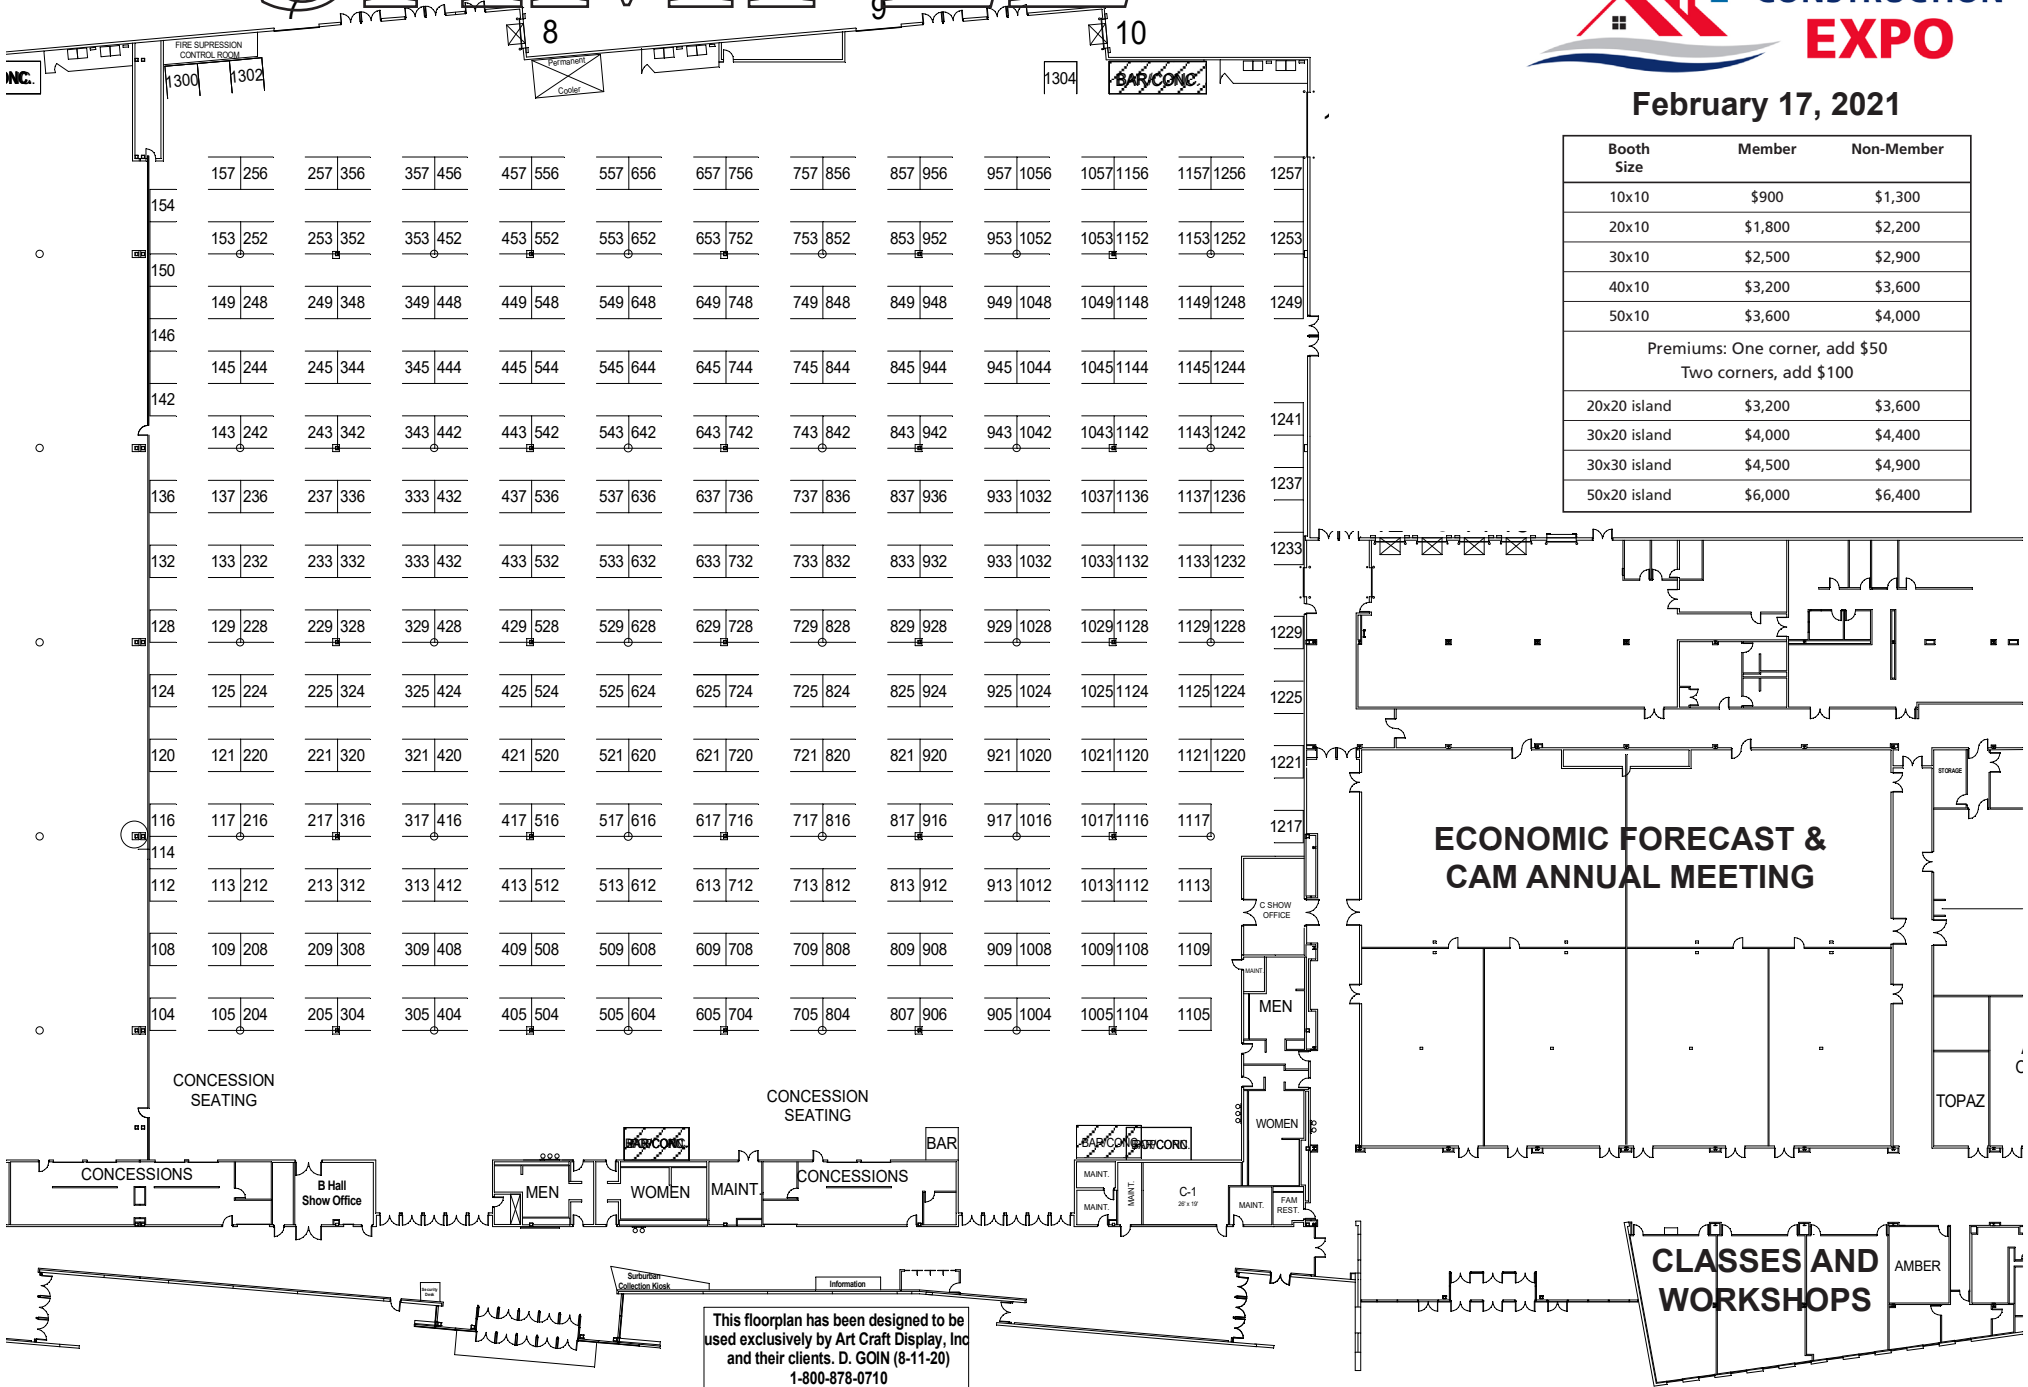 8
9
10
CONSTRUCTION
EXPO
February 17, 2021
Booth Size Member Non-Member
10x10 $900 $1,300
20x10 $1,800 $2,200
30x10 $2,500 $2,900
40x10 $3,200 $3,600
50x10 $3,600 $4,000
Premiums: One corner, add $50
Two corners, add $100
20x20 island $3,200 $3,600
30x20 island $4,000 $4,400
30x30 island $4,500 $4,900
50x20 island $6,000 $6,400
FIRE SUPRESSION
CONTROL ROOM
1300 1302
Permanent
Cooler
1304 BAR/CONC.
157 256 257 356 357 456 457 556 557 656 657 756 757 856 857 956 957 1056 1057 1156 1157 1256 1257
154
153 252 253 352 353 452 453 552 553 652 653 752 753 852 853 952 953 1052 1053 1152 1153 1252 1253
150
149 248 249 348 349 448 449 548 549 648 649 748 749 848 849 948 949 1048 1049 1148 1149 1248 1249
146
145 244 245 344 345 444 445 544 545 644 645 744 745 844 845 944 945 1044 1045 1144 1145 1244
142
1241
143 242 243 342 343 442 443 542 543 642 643 742 743 842 843 942 943 1042 1043 1142 1143 1242
1237
136 137 236 237 336 333 432 437 536 537 636 637 736 737 836 837 936 933 1032 1037 1136 1137 1236
1233
132 133 232 233 332 333 432 433 532 533 632 633 732 733 832 833 932 933 1032 1033 1132 1133 1232
128 129 228 229 328 329 428 429 528 529 628 629 728 729 828 829 928 929 1028 1029 1128 1129 1228 1229
124 125 224 225 324 325 424 425 524 525 624 625 724 725 824 825 924 925 1024 1025 1124 1125 1224 1225
120 121 220 221 320 321 420 421 520 521 620 621 720 721 820 821 920 921 1020 1021 1120 1121 1220 1221
116 117 216 217 316 317 416 417 516 517 616 617 716 717 816 817 916 917 1016 1017 1116 1117 1217
114
112 113 212 213 312 313 412 413 512 513 612 613 712 713 812 813 912 913 1012 1013 1112 1113
108 109 208 209 308 309 408 409 508 509 608 609 708 709 808 809 908 909 1008 1009 1108 1109
104 105 204 205 304 305 404 405 504 505 604 605 704 705 804 807 906 905 1004 1005 1104 1105
C SHOW
OFFICE
MAINT.
MEN
WOMEN
STORAGE
ECONOMIC FORECAST &
CAM ANNUAL MEETING
TOPAZ
CONCESSION
SEATING
CONCESSION
SEATING
BAR/CONC.
BAR
BAR/CONC.
BAR/CONC.
CONCESSIONS
B Hall
Show Office
MEN
WOMEN
MAINT.
CONCESSIONS
MAINT.
MAINT.
MAINT.
C-1
26' x 19'
MAINT.
FAM
REST.
Security
Desk
Surburban
Collection Kiosk
Information
CLASSES AND
WORKSHOPS
AMBER
This floorplan has been designed to be
used exclusively by Art Craft Display, Inc
and their clients. D. GOIN (8-11-20)
1-800-878-0710